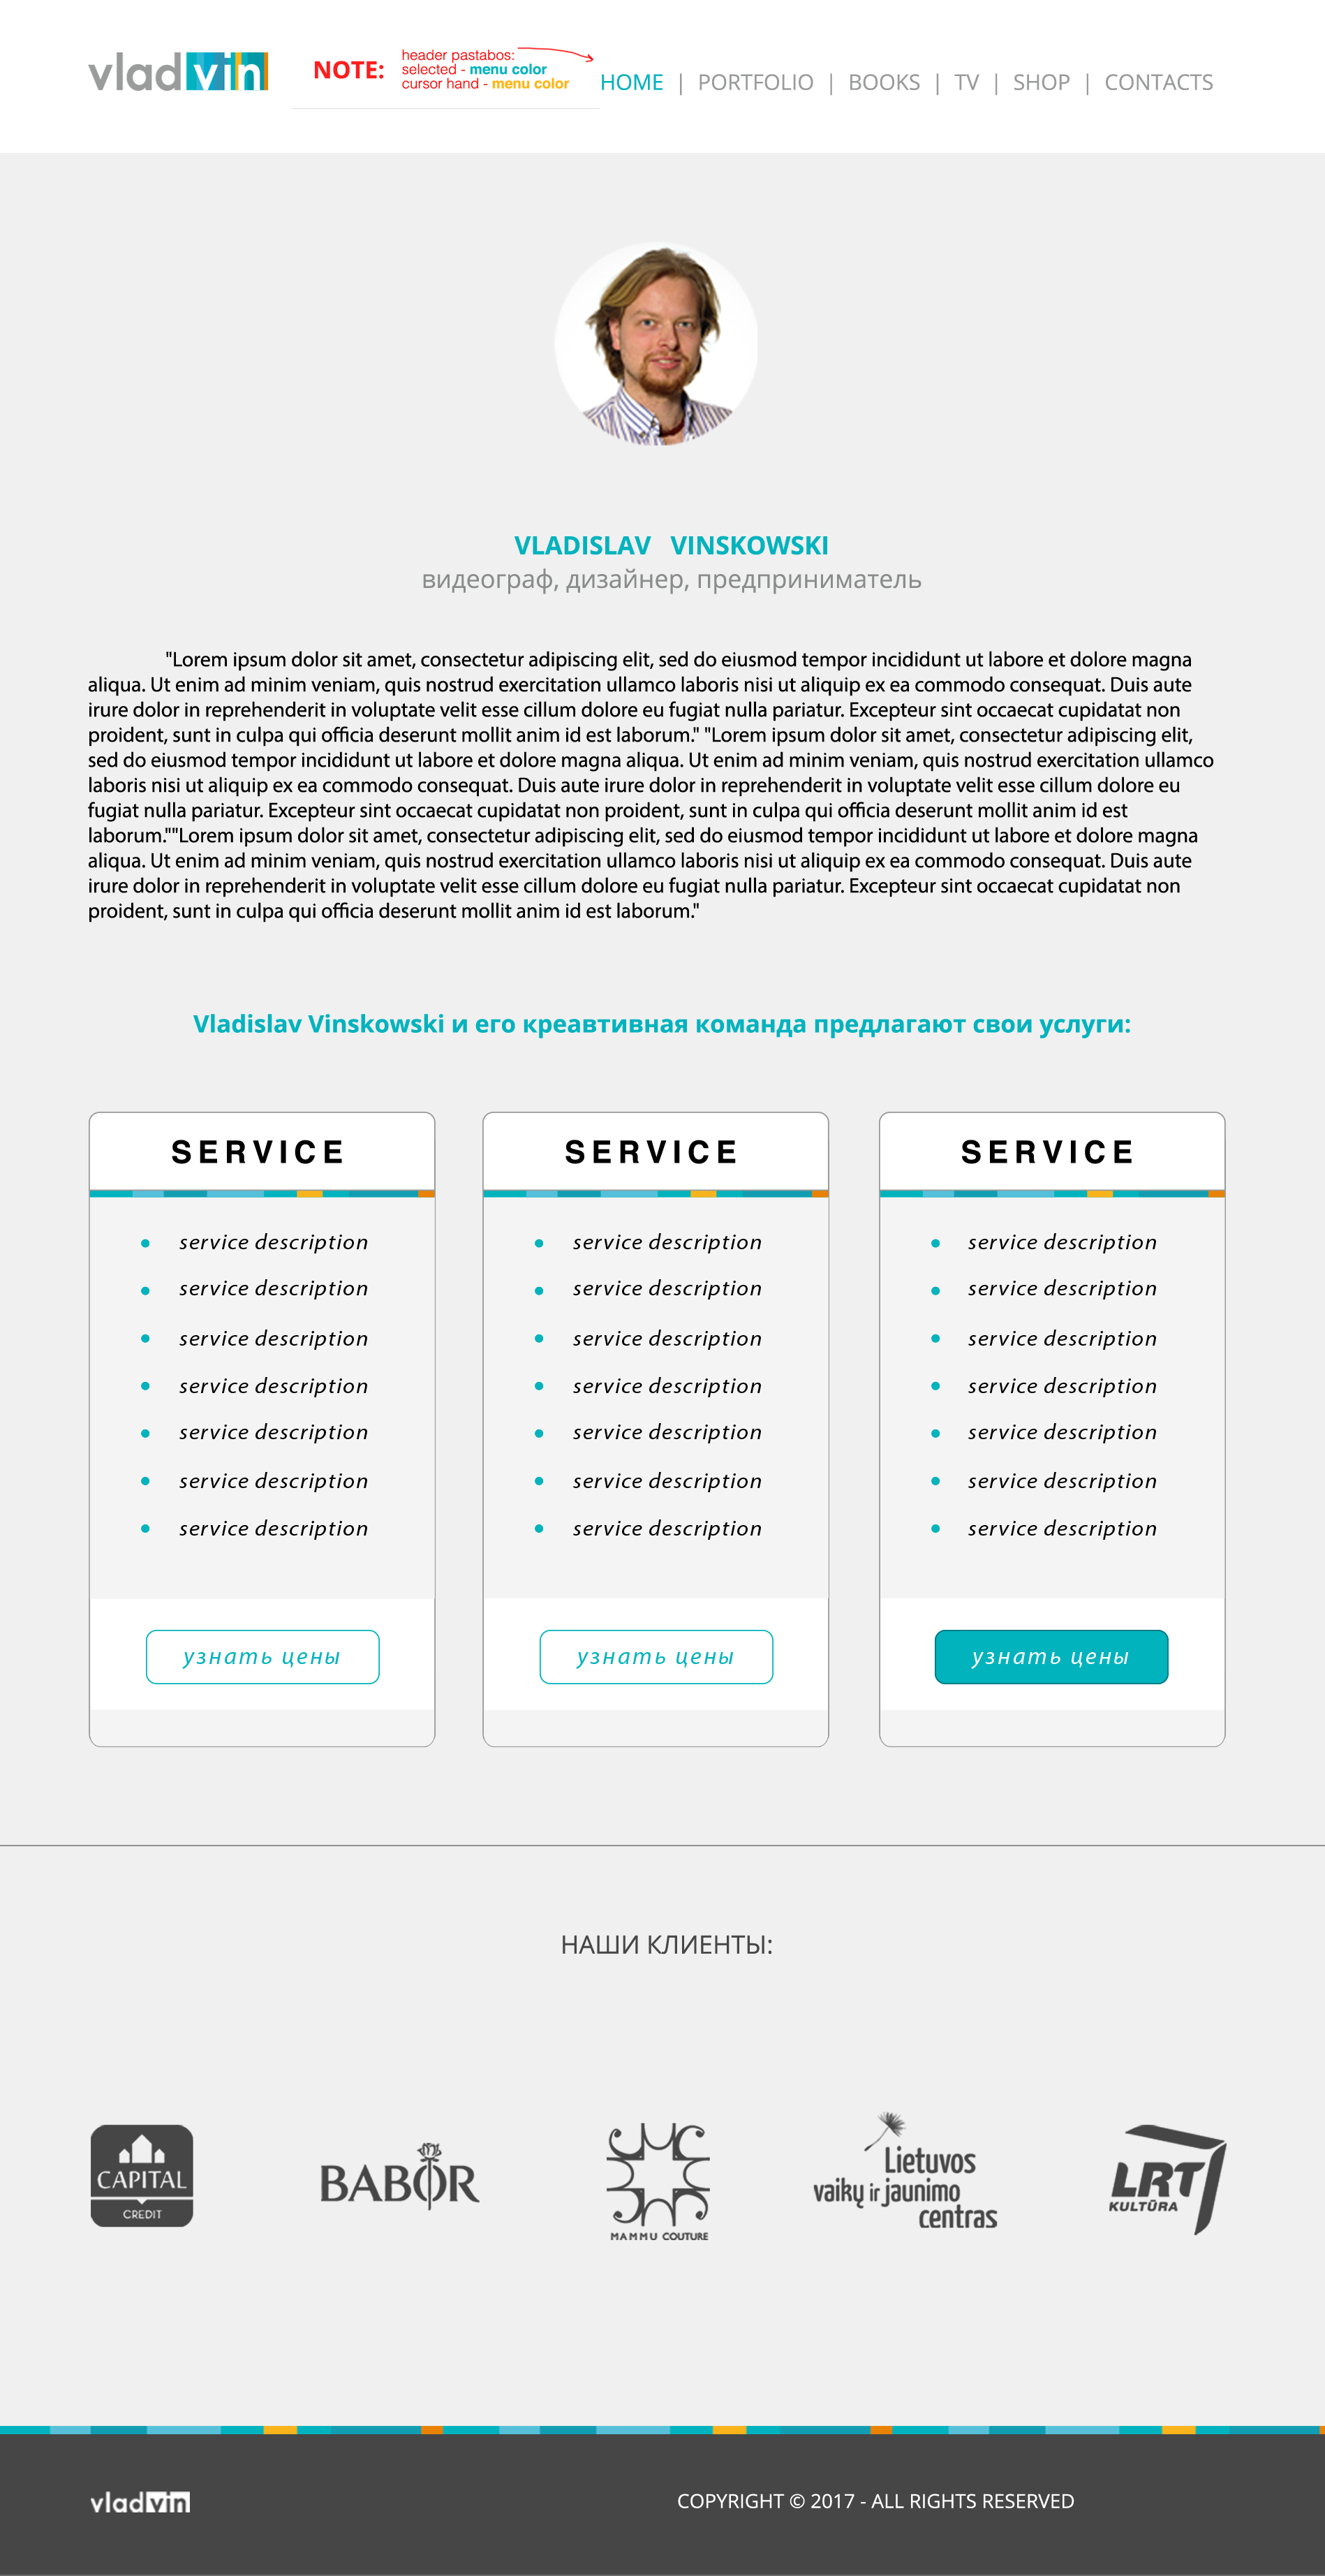 vladvin
NOTE:
header pastabos:
selected - menu color
cursor hand - menu color
HOME | PORTFOLIO | BOOKS | TV | SHOP | CONTACTS
VLADISLAV VINSKOWSKI
видеограф, дизайнер, предприниматель
"Lorem ipsum dolor sit amet, consectetur adipiscing elit, sed do eiusmod tempor incididunt ut labore et dolore magna
aliqua. Ut enim ad minim veniam, quis nostrud exercitation ullamco laboris nisi ut aliquip ex ea commodo consequat. Duis aute
irure dolor in reprehenderit in voluptate velit esse cillum dolore eu fugiat nulla pariatur. Excepteur sint occaecat cupidatat non
proident, sunt in culpa qui officia deserunt mollit anim id est laborum." "Lorem ipsum dolor sit amet, consectetur adipiscing elit,
sed do eiusmod tempor incididunt ut labore et dolore magna aliqua. Ut enim ad minim veniam, quis nostrud exercitation ullamco
laboris nisi ut aliquip ex ea commodo consequat. Duis aute irure dolor in reprehenderit in voluptate velit esse cillum dolore eu
fugiat nulla pariatur. Excepteur sint occaecat cupidatat non proident, sunt in culpa qui officia deserunt mollit anim id est
laborum.""Lorem ipsum dolor sit amet, consectetur adipiscing elit, sed do eiusmod tempor incididunt ut labore et dolore magna
aliqua. Ut enim ad minim veniam, quis nostrud exercitation ullamco laboris nisi ut aliquip ex ea commodo consequat. Duis aute
irure dolor in reprehenderit in voluptate velit esse cillum dolore eu fugiat nulla pariatur. Excepteur sint occaecat cupidatat non
proident, sunt in culpa qui officia deserunt mollit anim id est laborum."
Vladislav Vinskowski и его креавтивная команда предлагают свои услуги:
SERVICE
service description
service description
service description
service description
service description
service description
service description
узнать цены
SERVICE
service description
service description
service description
service description
service description
service description
service description
узнать цены
SERVICE
service description
service description
service description
service description
service description
service description
service description
узнать цены
НАШИ КЛИЕНТЫ:
CAPITAL
CREDIT
BABOR
MAMMU COUTURE
Lietuvos
vaikų ir jaunimo
centras
LRT
KULTŪRA
vladvin
COPYRIGHT © 2017 - ALL RIGHTS RESERVED